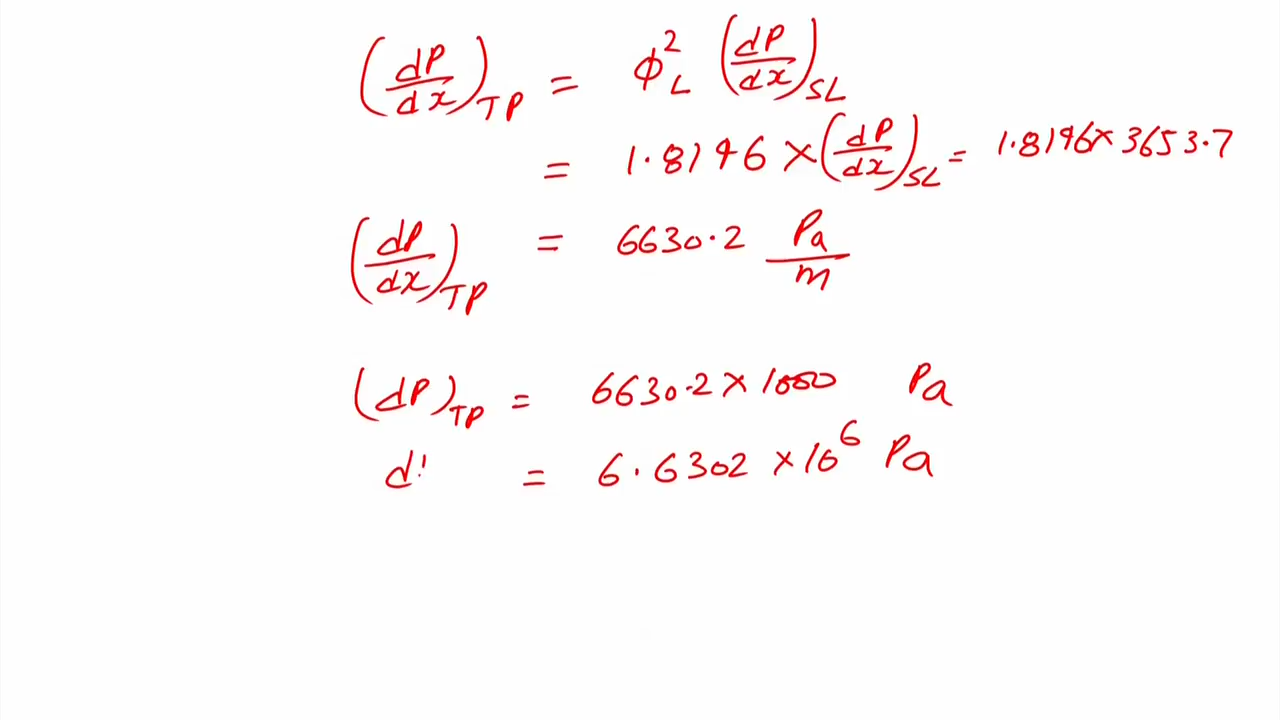 (dP/dx)TP = ϕ²L (dP/dx)SL
= 1.8146 × (dP/dx)SL = 1.8146 × 3653.7
(dP/dx)TP = 6630.2 Pa/m
(dP)TP = 6630.2 × 1000 Pa
= 6.6302 × 10⁶ Pa